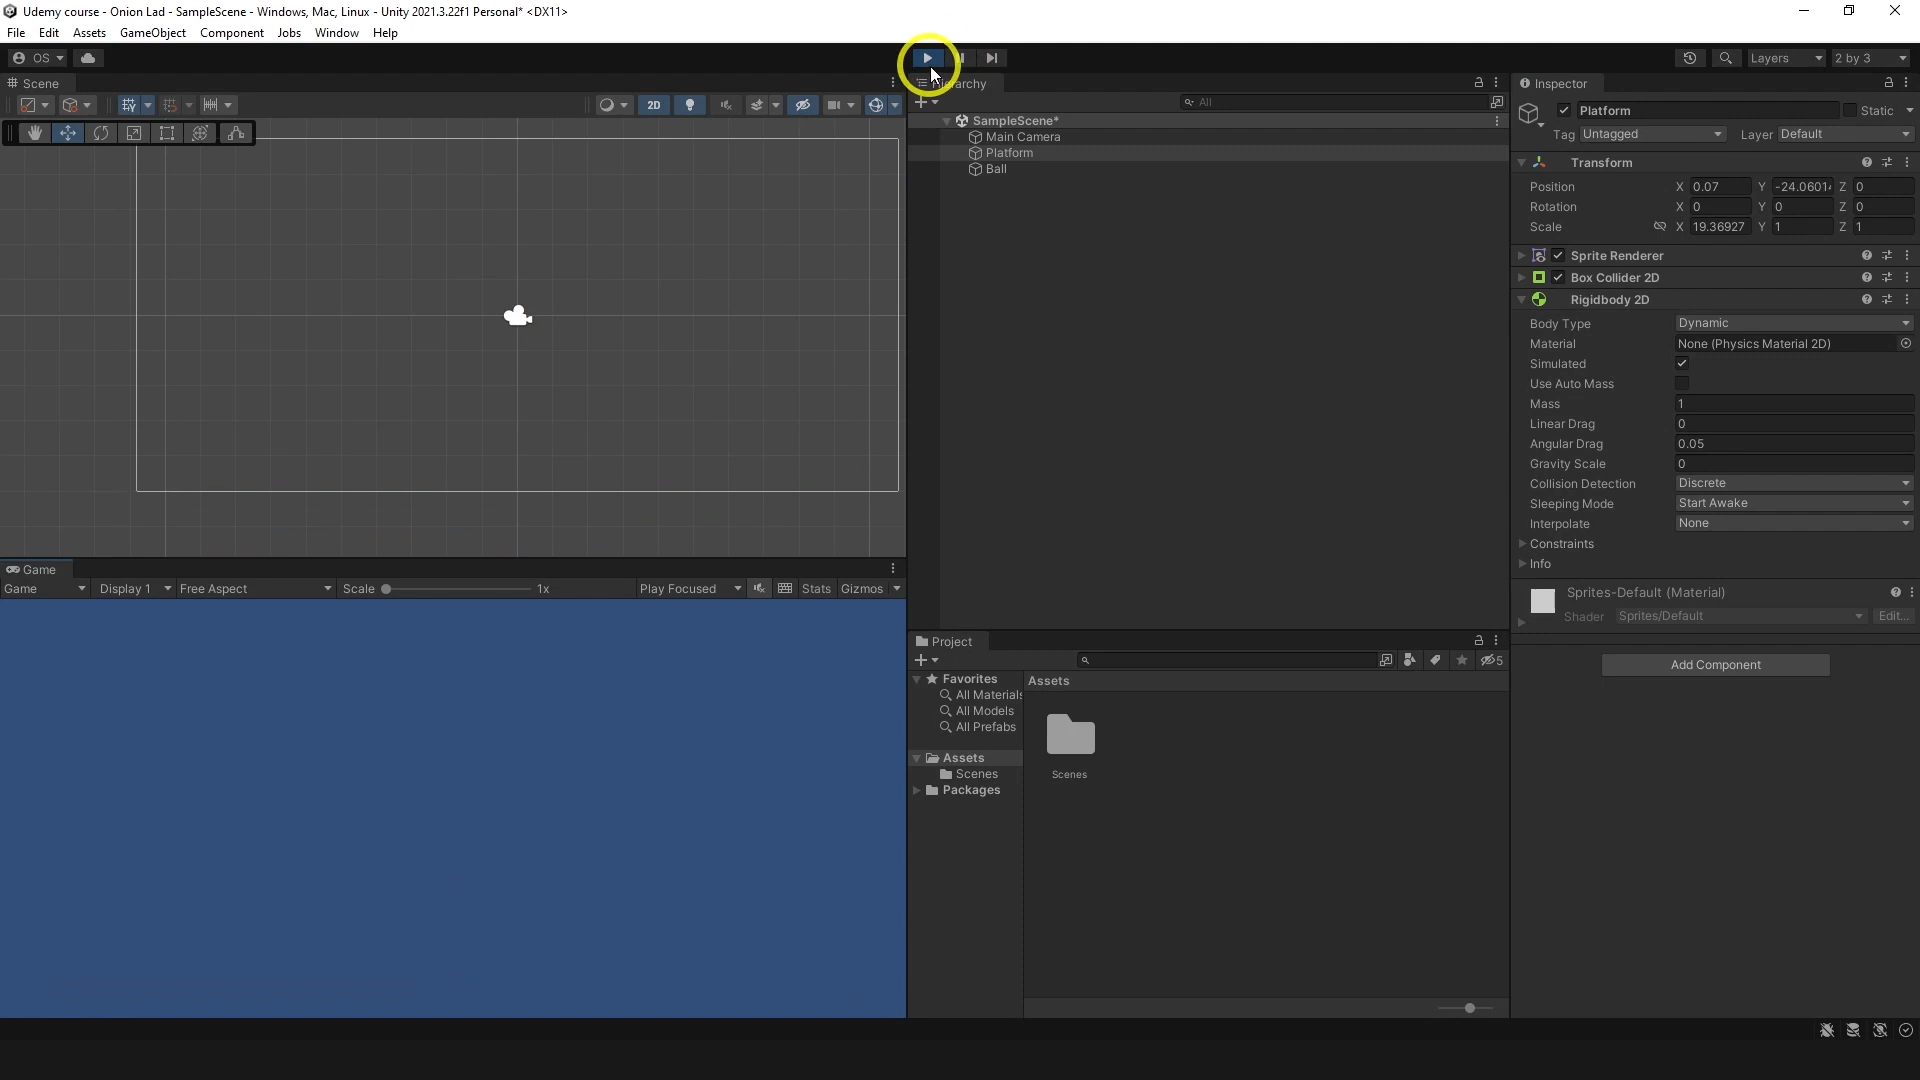 Udemy course - Onion Lad - SampleScene - Windows, Mac, Linux - Unity 2021.3.22f1 Personal* <DX11>
File Edit Assets GameObject Component Jobs Window Help
OS Layers 2 by 3
Scene
2D
Hierarchy
All
SampleScene*
Main Camera
Platform
Ball
Inspector
Platform Static
Tag Untagged Layer Default
Transform
Position X 0.07 Y -24.0601 Z 0
Rotation X 0 Y 0 Z 0
Scale X 19.36927 Y 1 Z 1
Sprite Renderer
Box Collider 2D
Rigidbody 2D
Body Type Dynamic
Material None (Physics Material 2D)
Simulated
Use Auto Mass
Mass 1
Linear Drag 0
Angular Drag 0.05
Gravity Scale 0
Collision Detection Discrete
Sleeping Mode Start Awake
Interpolate None
Constraints
Info
Sprites-Default (Material)
Shader Sprites/Default Edit...
Add Component
Game
Game Display 1 Free Aspect Scale 1x Play Focused Stats Gizmos
Project
5
Favorites
All Materials
All Models
All Prefabs
Assets
Scenes
Packages
Assets
Scenes